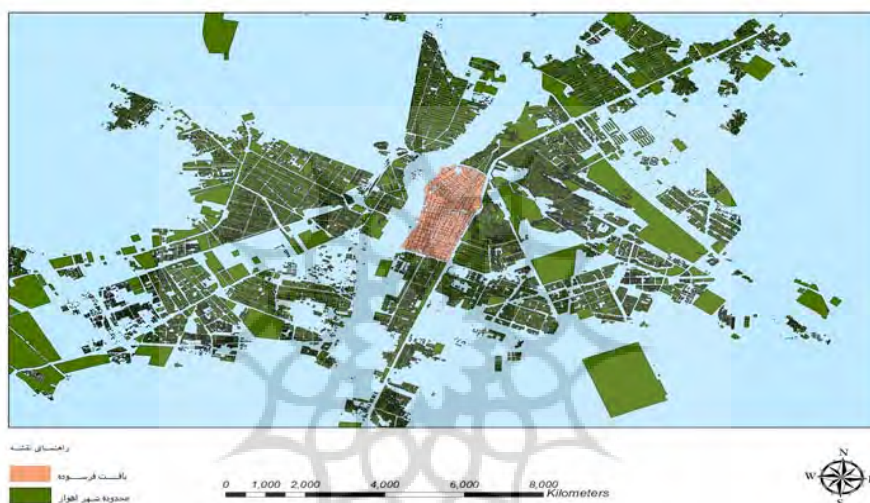 راهنمای نقشه
بافت فرسوده
محدوده شهر اهواز
0 1,000 2,000 4,000 6,000 8,000
Kilometers
N
W E
S